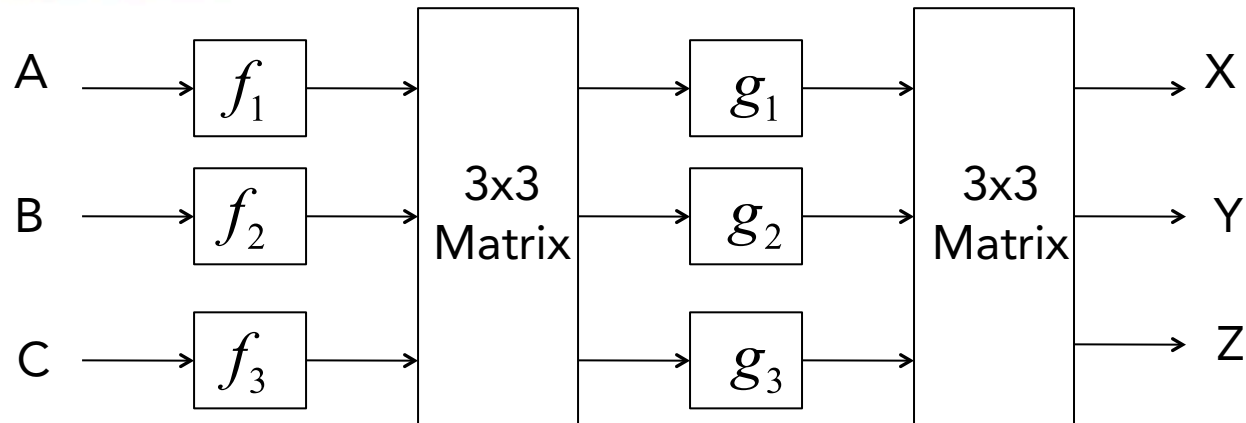 A
f₁
g₁
X
B
f₂
3x3
Matrix
g₂
3x3
Matrix
Y
C
f₃
g₃
Z